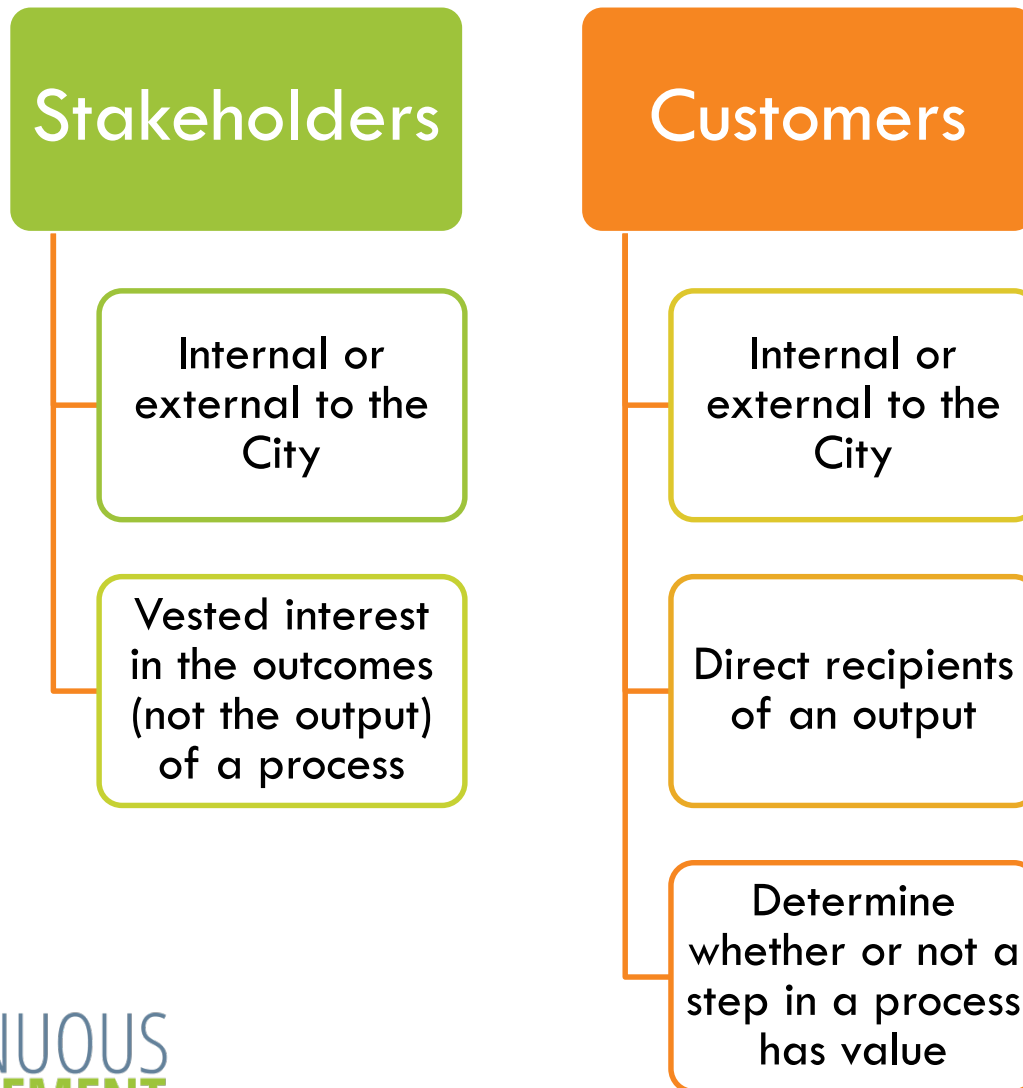 Stakeholders
Internal or
external to the
City
Vested interest
in the outcomes
(not the output)
of a process
Customers
Internal or
external to the
City
Direct recipients
of an output
Determine
whether or not a
step in a process
has value